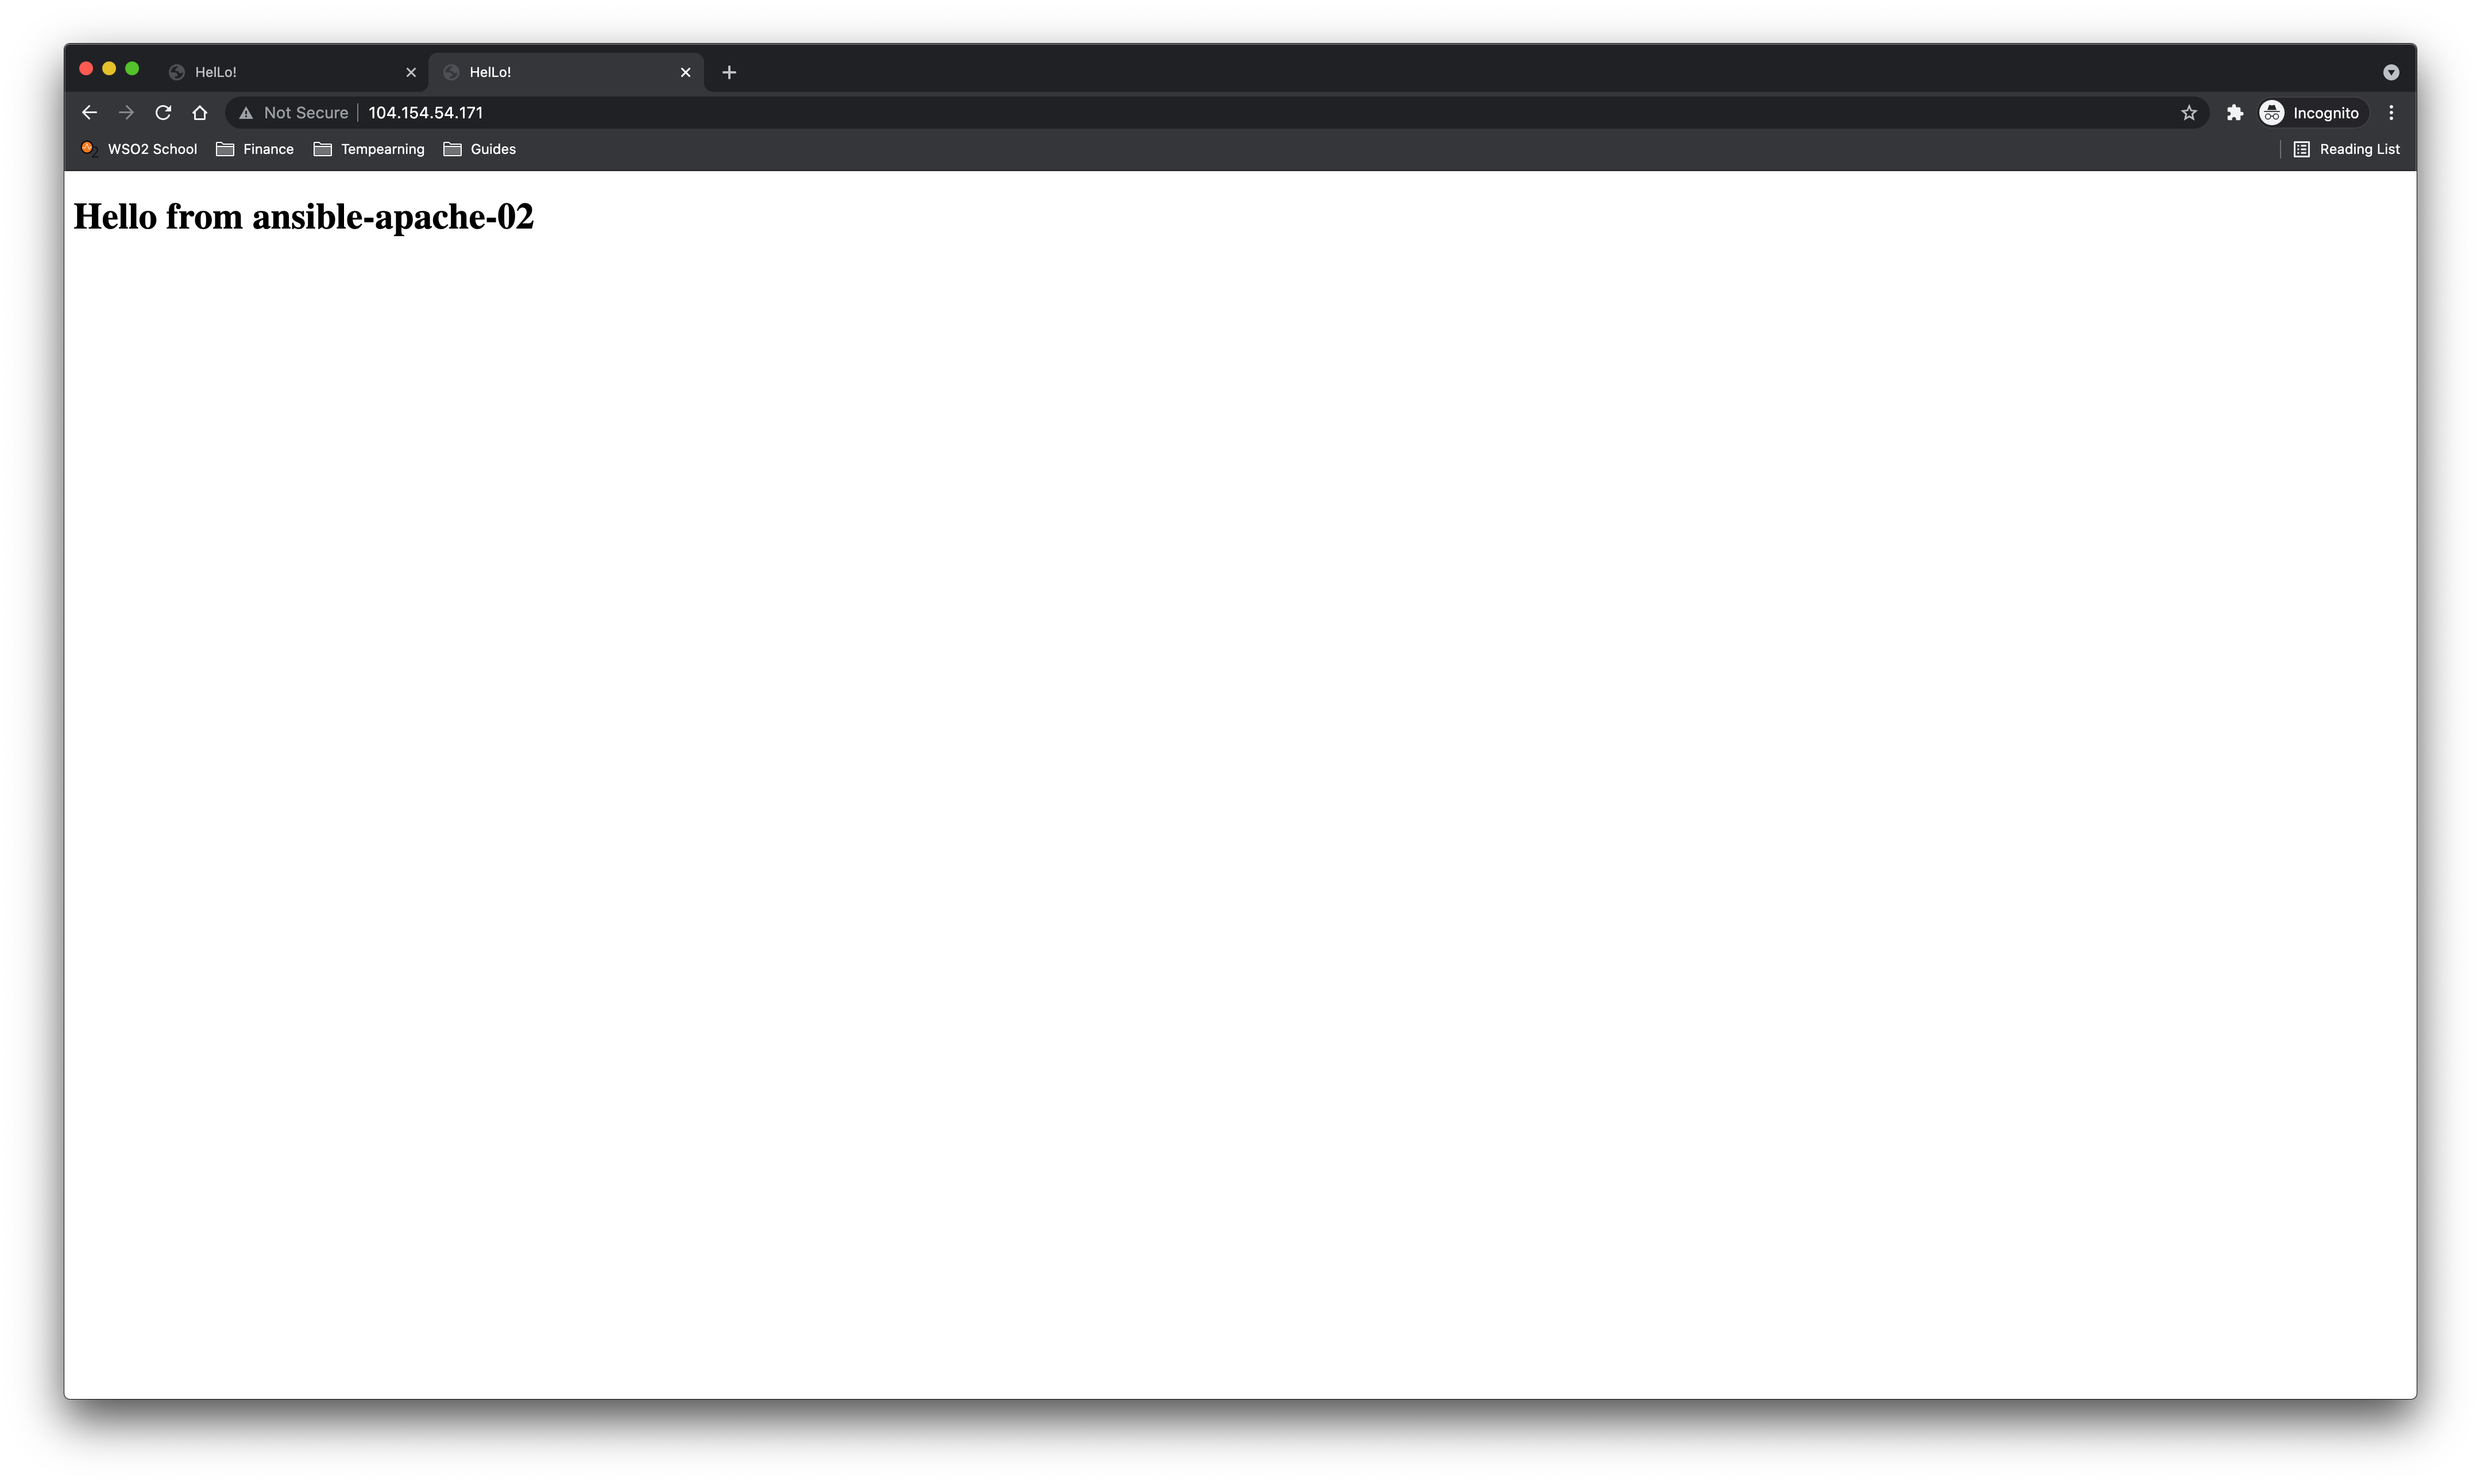 HelLo!
HelLo!
Not Secure 104.154.54.171
Incognito
WSO2 School Finance Tempearning Guides
Reading List
Hello from ansible-apache-02